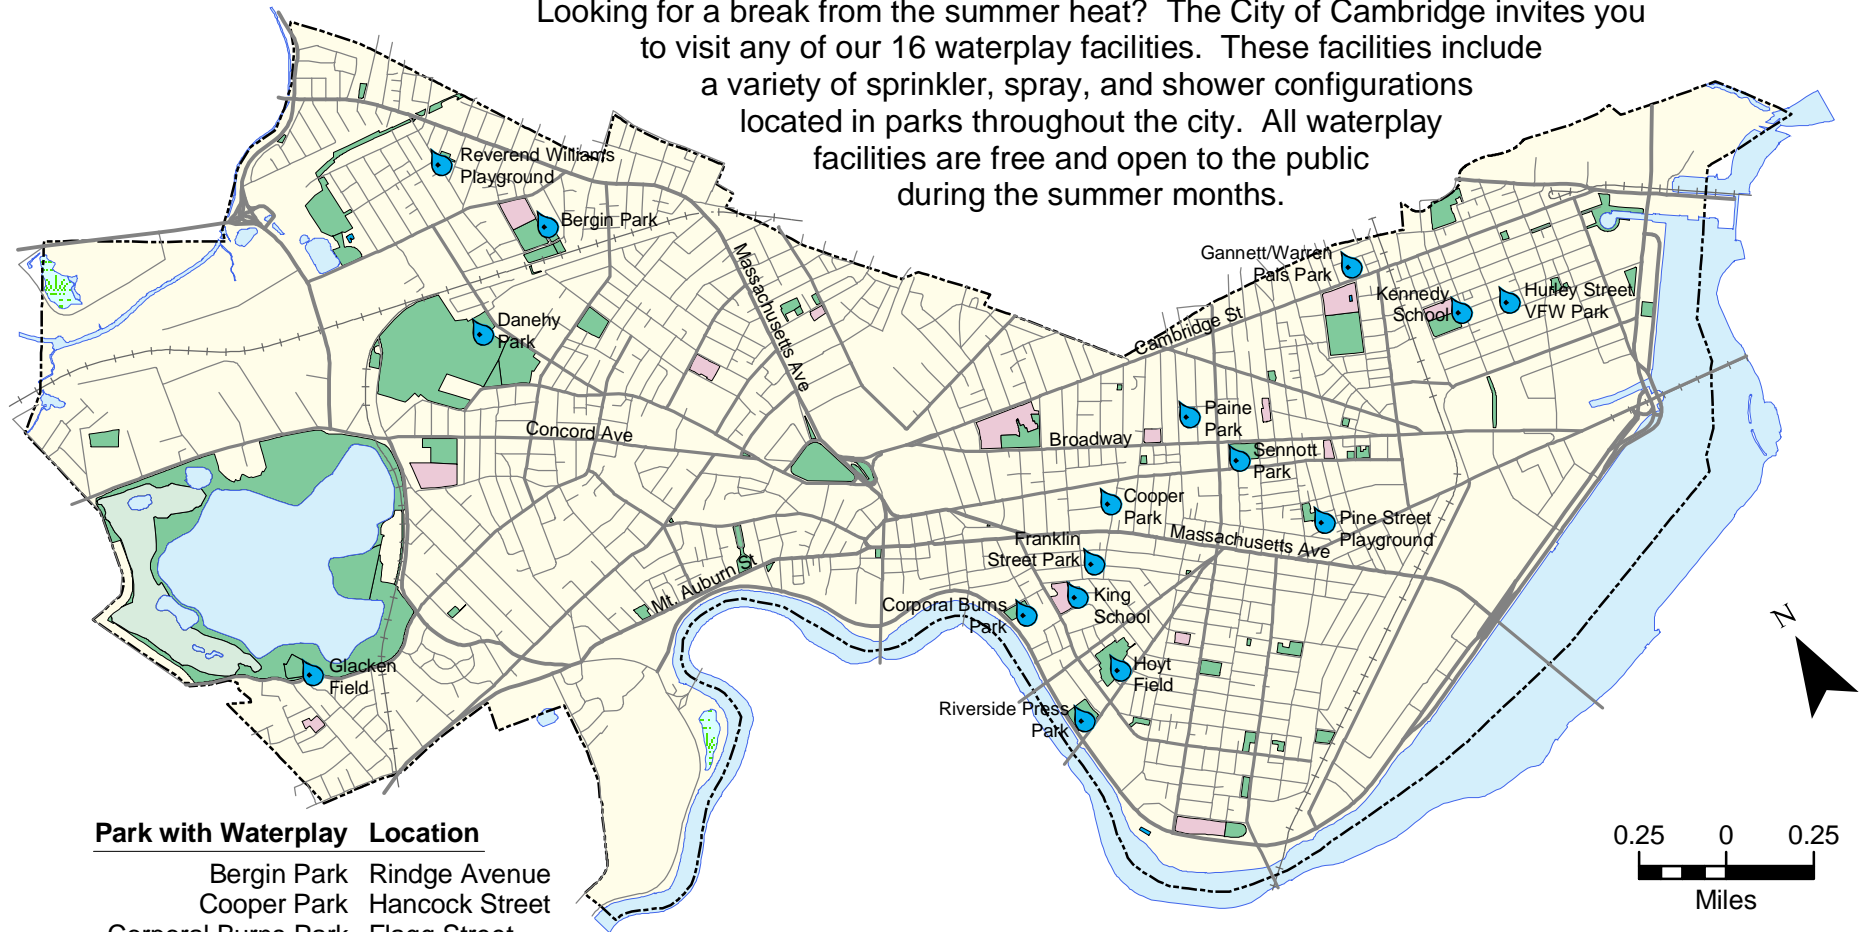 Looking for a break from the summer heat? The City of Cambridge invites you
to visit any of our 16 waterplay facilities. These facilities include
a variety of sprinkler, spray, and shower configurations
located in parks throughout the city. All waterplay
facilities are free and open to the public
during the summer months.
Reverend Williams
Playground
Bergin Park
Massachusetts Ave
Gannett/Warren
Pals Park
Kennedy
School
Hurley Street
VFW Park
Danehy
Park
Cambridge St
Paine
Park
Concord Ave
Broadway
Sennott
Park
Cooper
Park
Pine Street
Playground
Massachusetts Ave
Franklin
Street Park
Mt. Auburn St
King
School
Corporal Burns
Park
Glacken
Field
Hoyt
Field
Riverside Press
Park
N
0.25 0 0.25
Miles
Park with Waterplay Location
Bergin Park Rindge Avenue
Cooper Park Hancock Street
Corporal Burns Park Flagg Street